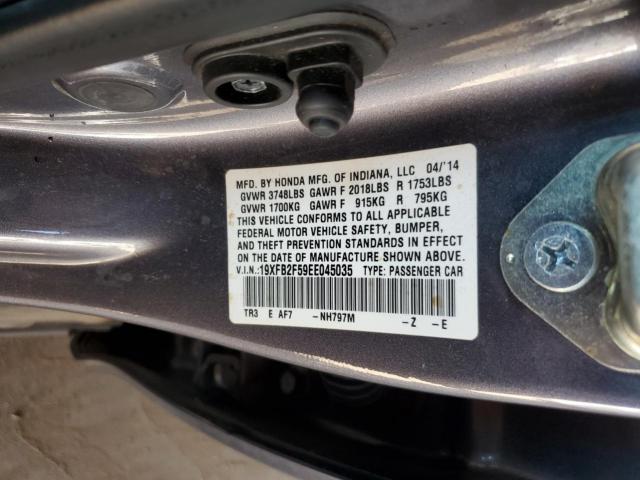 MFD. BY HONDA MFG. OF INDIANA, LLC 04/'14
GVWR 3748LBS GAWR F 2018LBS R 1753LBS
GVWR 1700KG GAWR F 915KG R 795KG
THIS VEHICLE CONFORMS TO ALL APPLICABLE
FEDERAL MOTOR VEHICLE SAFETY, BUMPER,
AND THEFT PREVENTION STANDARDS IN EFFECT
ON THE DATE OF MANUFACTURE SHOWN ABOVE.
V.I.N.:19XFB2F59EE045035 TYPE: PASSENGER CAR
TR3 E AF7 -NH797M -Z -E